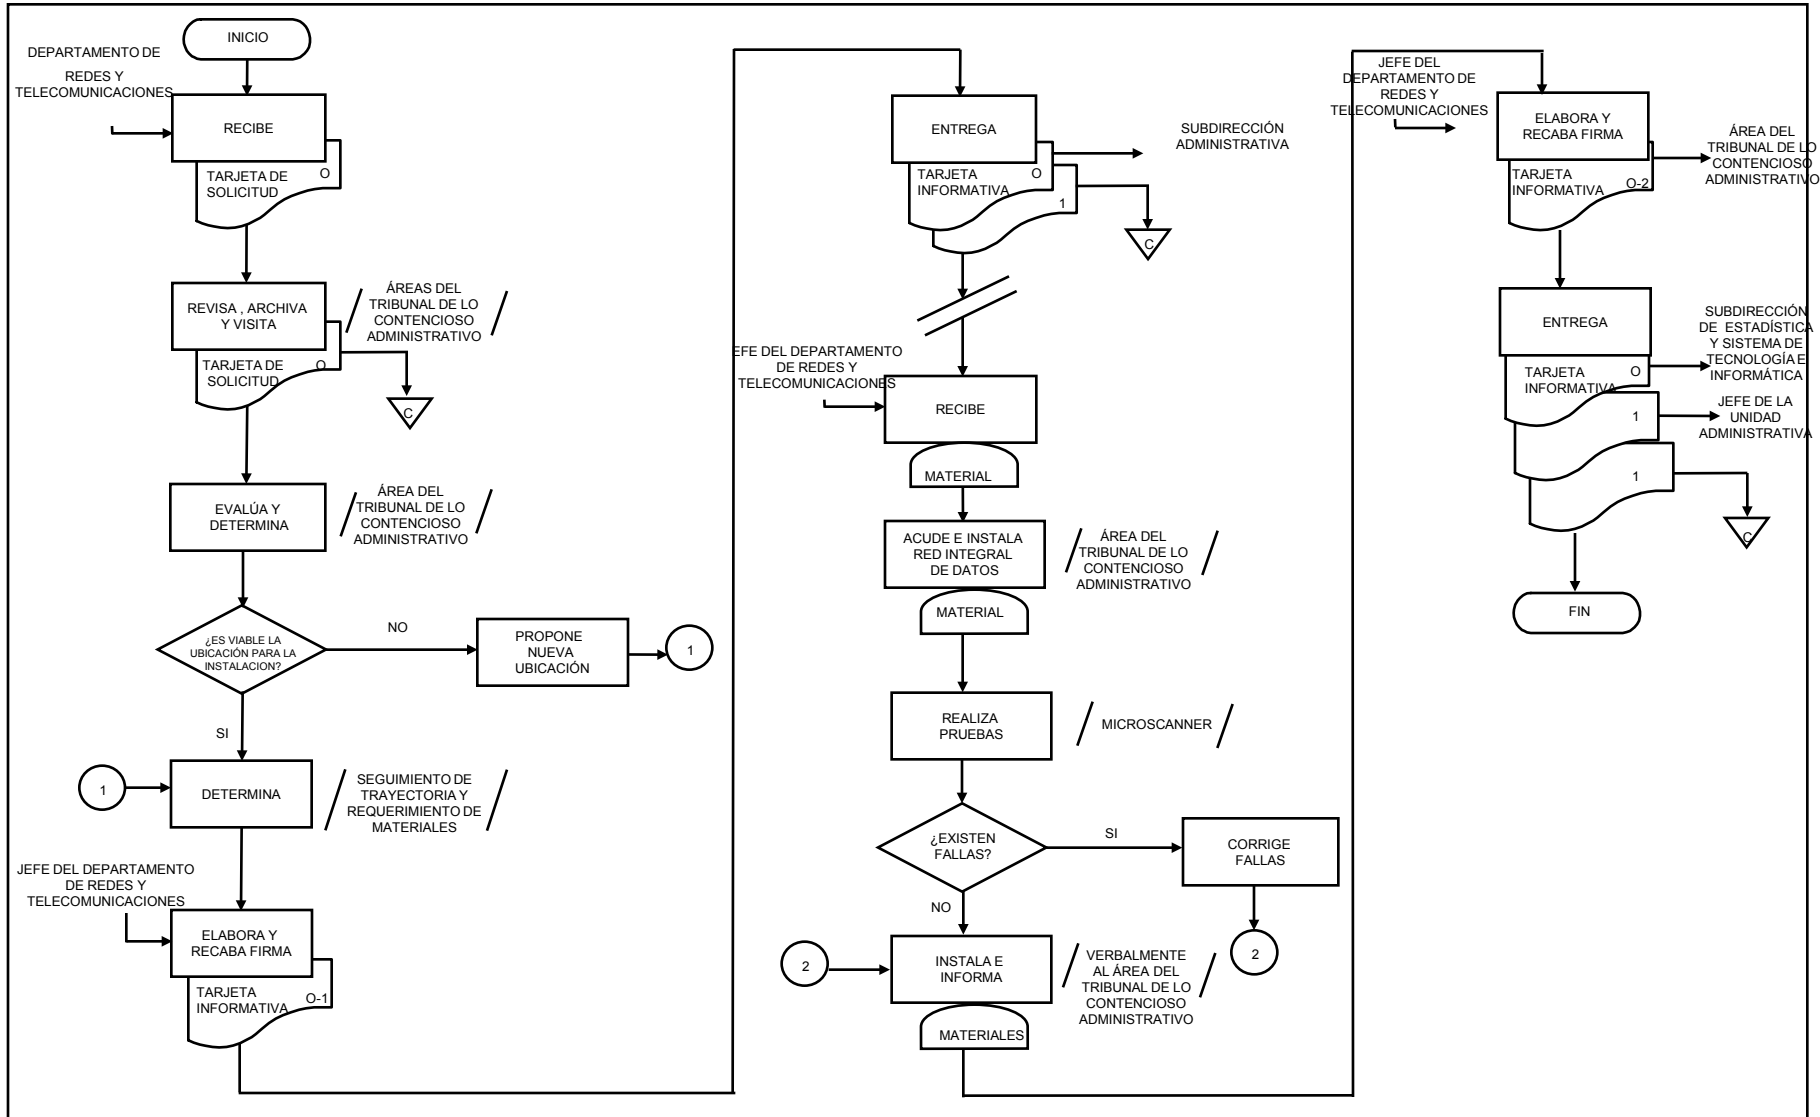 INICIO
DEPARTAMENTO DE
REDES Y
TELECOMUNICACIONES
RECIBE
TARJETA DE
SOLICITUD
O
REVISA , ARCHIVA
Y VISITA
ÁREAS DEL
TRIBUNAL DE LO
CONTENCIOSO
ADMINISTRATIVO
TARJETA DE
SOLICITUD
O
C
EVALÚA Y
DETERMINA
ÁREA DEL
TRIBUNAL DE LO
CONTENCIOSO
ADMINISTRATIVO
¿ES VIABLE LA
UBICACIÓN PARA LA
INSTALACION?
NO
PROPONE
NUEVA
UBICACIÓN
1
SI
1
DETERMINA
SEGUIMIENTO DE
TRAYECTORIA Y
REQUERIMIENTO DE
MATERIALES
JEFE DEL DEPARTAMENTO
DE REDES Y
TELECOMUNICACIONES
ELABORA Y
RECABA FIRMA
TARJETA
INFORMATIVA
O-1
ENTREGA
SUBDIRECCIÓN
ADMINISTRATIVA
TARJETA
INFORMATIVA
O
1
C
EFE DEL DEPARTAMENTO
DE REDES Y
TELECOMUNICACIONES
RECIBE
MATERIAL
ACUDE E INSTALA
RED INTEGRAL
DE DATOS
ÁREA DEL
TRIBUNAL DE LO
CONTENCIOSO
ADMINISTRATIVO
MATERIAL
REALIZA
PRUEBAS
MICROSCANNER
¿EXISTEN
FALLAS?
SI
CORRIGE
FALLAS
2
NO
2
INSTALA E
INFORMA
VERBALMENTE
AL ÁREA DEL
TRIBUNAL DE LO
CONTENCIOSO
ADMINISTRATIVO
MATERIALES
JEFE DEL
DEPARTAMENTO DE
REDES Y
TELECOMUNICACIONES
ELABORA Y
RECABA FIRMA
ÁREA DEL
TRIBUNAL DE LO
CONTENCIOSO
ADMINISTRATIVO
TARJETA
INFORMATIVA
O-2
ENTREGA
SUBDIRECCIÓN
DE ESTADÍSTICA
Y SISTEMA DE
TECNOLOGÍA E
INFORMÁTICA
TARJETA
INFORMATIVA
O
1
JEFE DE LA
UNIDAD
ADMINISTRATIVA
1
C
FIN